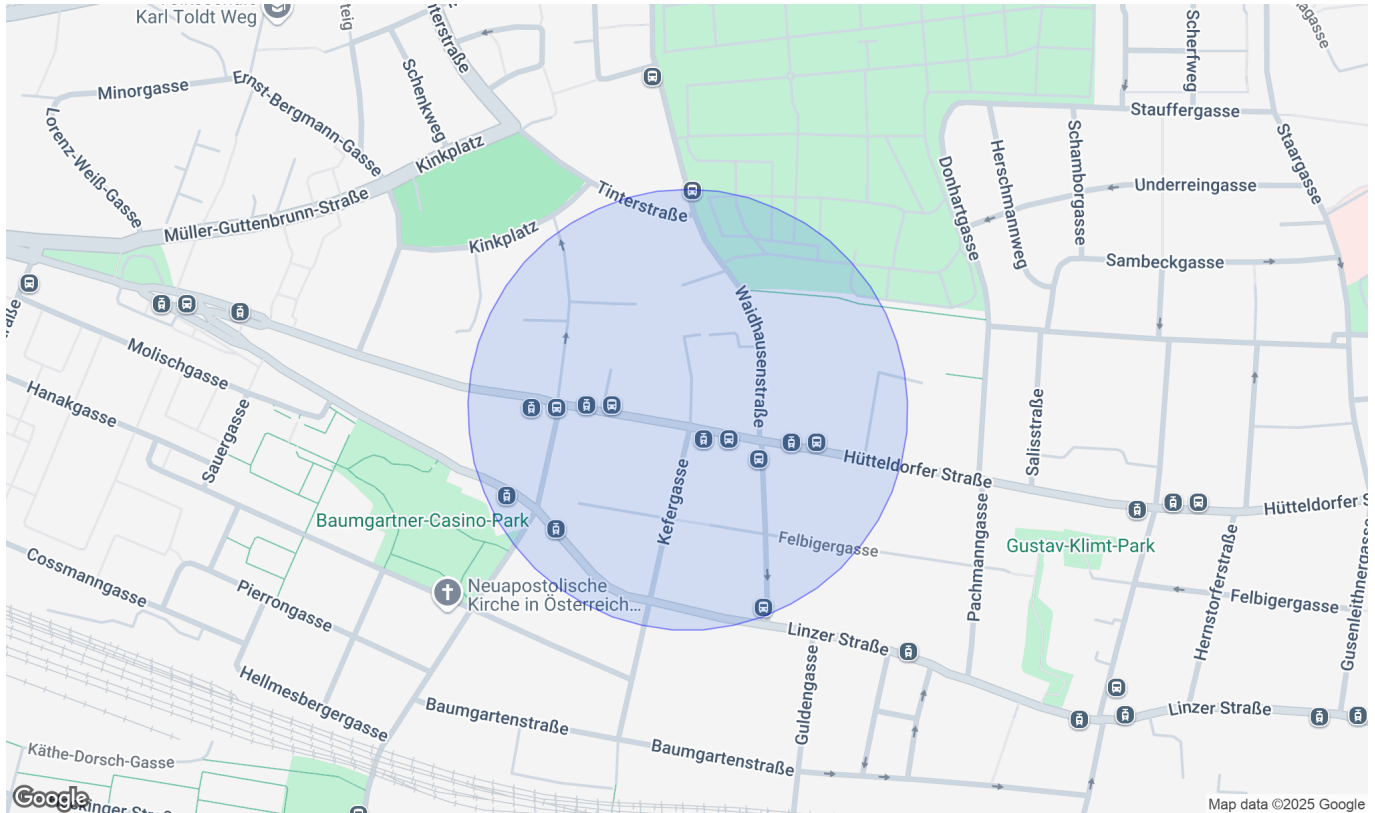 Karl Toldt Weg
Minorgasse
Ernst-Bergmann-Gasse
Schenkweg
Lorenz-Weiß-Gasse
Kinkplatz
Müller-Guttenbrunn-Straße
Kinkplatz
Tinterstraße
Scherfweg
Stauffergasse
Staargasse
Herschmannweg
Schamborgasse
Donhartgasse
Underreingasse
Sambeckgasse
Waidhausenstraße
Molischgasse
Hanakgasse
Sauergasse
Salisstraße
Hütteldorfer Straße
Hütteldorfer S
Baumgartner-Casino-Park
Kefergasse
Felbigergasse
Pachmanngasse
Gustav-Klimt-Park
Hernstorferstraße
Felbigergasse
Gusenleithnergasse
Cossmanngasse
Pierrongasse
Neuapostolische
Kirche in Österreich...
Linzer Straße
Guldengasse
Hellmesbergergasse
Baumgartenstraße
Baumgartenstraße
Linzer Straße
Käthe-Dorsch-Gasse
Google
Map data ©2025 Google